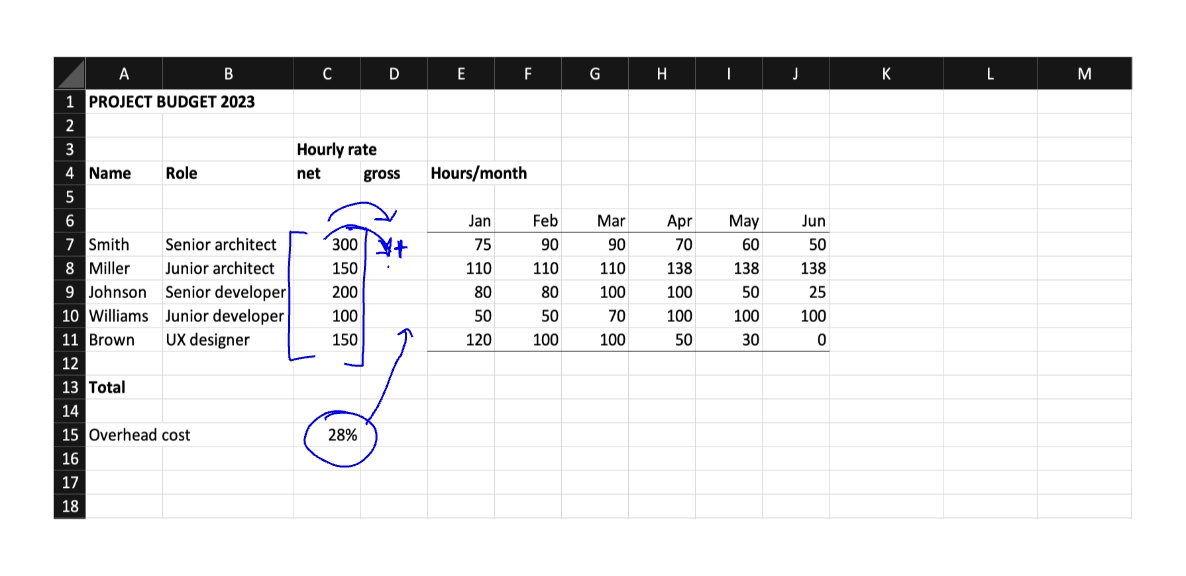 A B C D E F G H I J K L M
1 PROJECT BUDGET 2023
2
3 Hourly rate
4 Name Role net gross Hours/month
5
6 Jan Feb Mar Apr May Jun
7 Smith Senior architect 300 + 75 90 90 70 60 50
8 Miller Junior architect 150 110 110 110 138 138 138
9 Johnson Senior developer 200 80 80 100 100 50 25
10 Williams Junior developer 100 50 50 70 100 100 100
11 Brown UX designer 150 120 100 100 50 30 0
12
13 Total
14
15 Overhead cost 28%
16
17
18